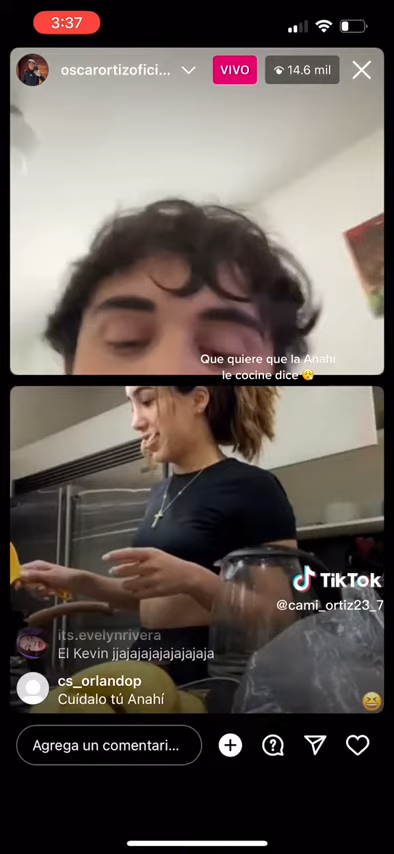 3:37
oscarortizofici...
VIVO
14.6 mil
Que quiere que la Anahi
le cocine dice🤔
TikTok
@cami_ortiz23_7
its.evelynrivera
El Kevin jjajajajajajajaja
cs_orlandop
Cuídalo tú Anahí
Agrega un comentari...